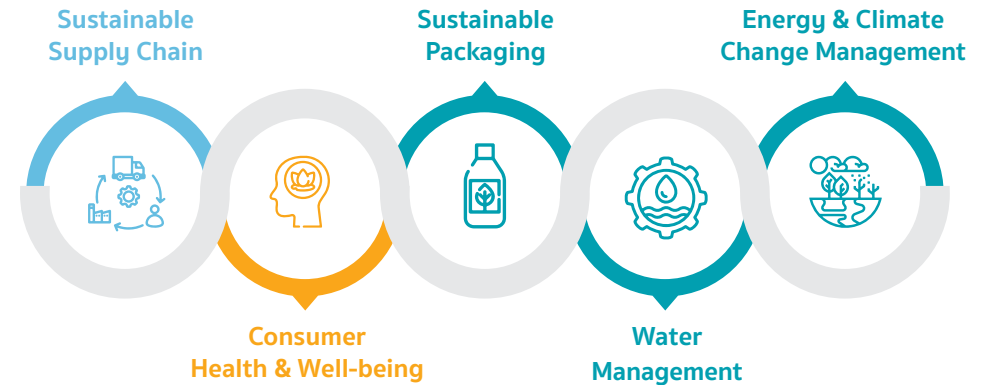 Sustainable
Supply Chain
Sustainable
Packaging
Energy & Climate
Change Management
Consumer
Health & Well-being
Water
Management